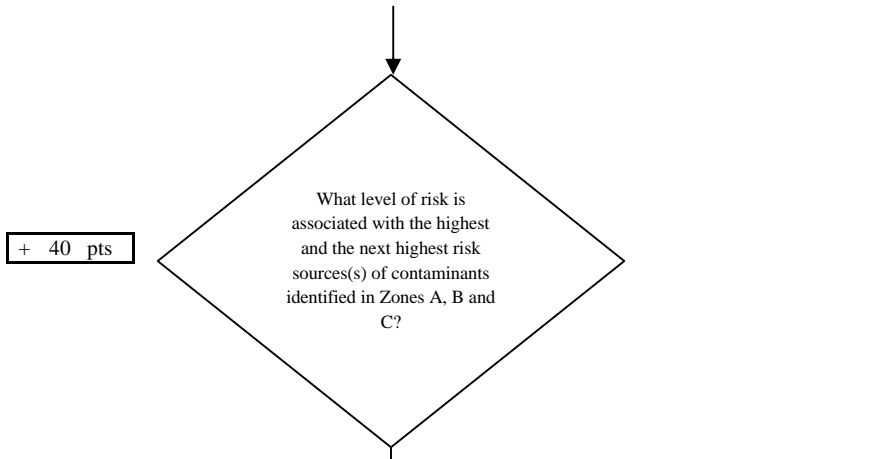 What level of risk is
associated with the highest
and the next highest risk
sources(s) of contaminants
identified in Zones A, B and
C?
+ 40 pts